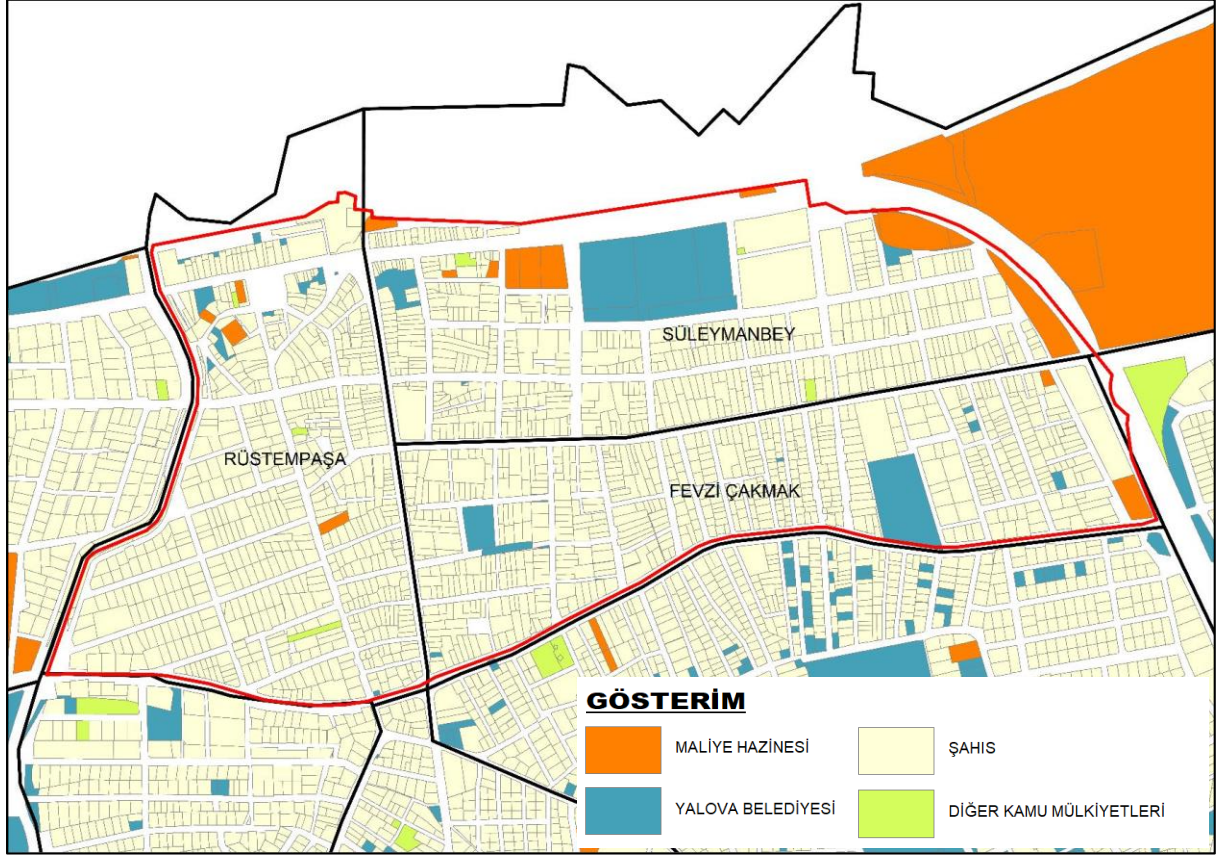 SÜLEYMANBEY
RÜSTEMPAŞA
FEVZİ ÇAKMAK
GÖSTERİM
MALİYE HAZİNESİ
ŞAHIS
YALOVA BELEDİYESİ
DİĞER KAMU MÜLKİYETLERİ